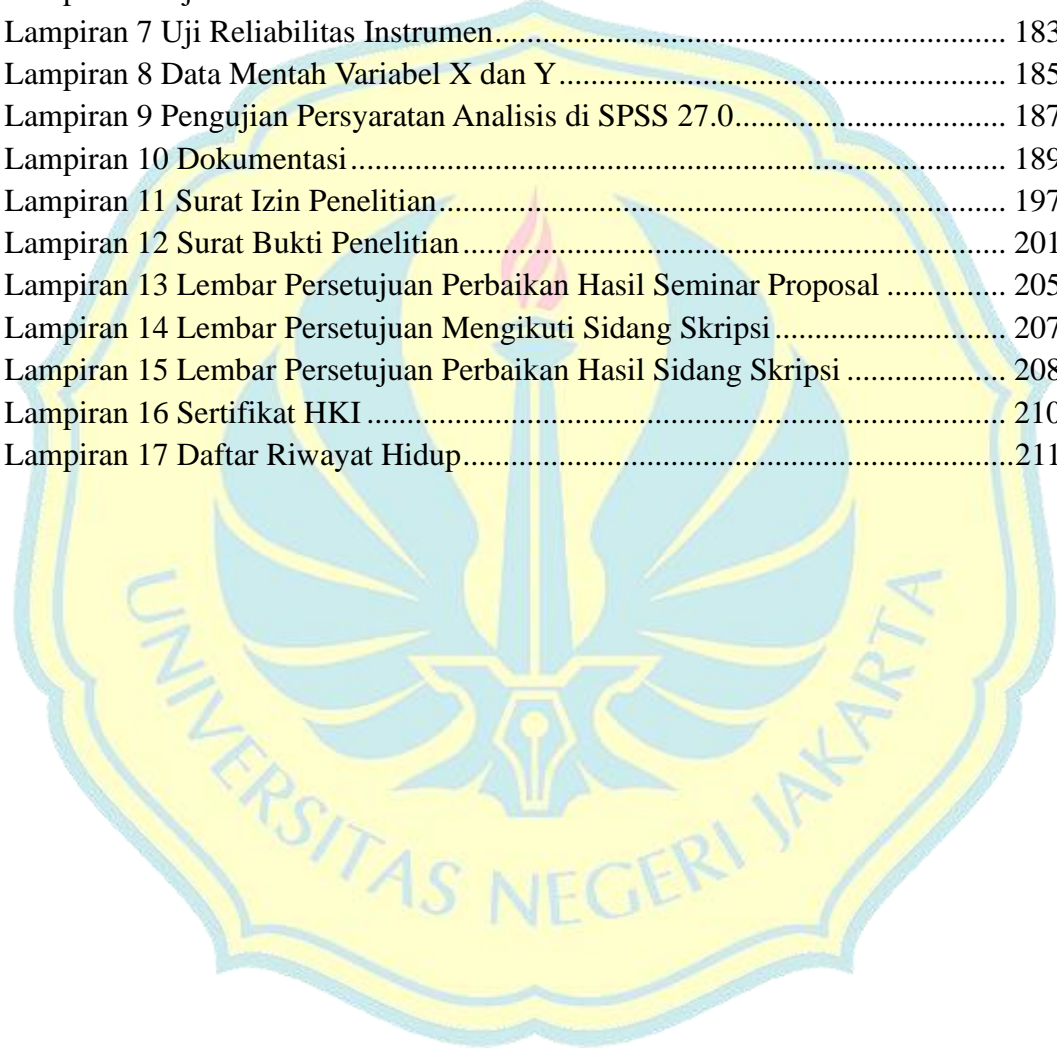 Lampiran 7 Uji Reliabilitas Instrumen.......... 183
Lampiran 8 Data Mentah Variabel X dan Y.......... 185
Lampiran 9 Pengujian Persyaratan Analisis di SPSS 27.0.......... 187
Lampiran 10 Dokumentasi.......... 189
Lampiran 11 Surat Izin Penelitian.......... 197
Lampiran 12 Surat Bukti Penelitian.......... 201
Lampiran 13 Lembar Persetujuan Perbaikan Hasil Seminar Proposal .......... 205
Lampiran 14 Lembar Persetujuan Mengikuti Sidang Skripsi.......... 207
Lampiran 15 Lembar Persetujuan Perbaikan Hasil Sidang Skripsi .......... 208
Lampiran 16 Sertifikat HKI.......... 210
Lampiran 17 Daftar Riwayat Hidup..........211
UNIVERSITAS NEGERI JAKARTA